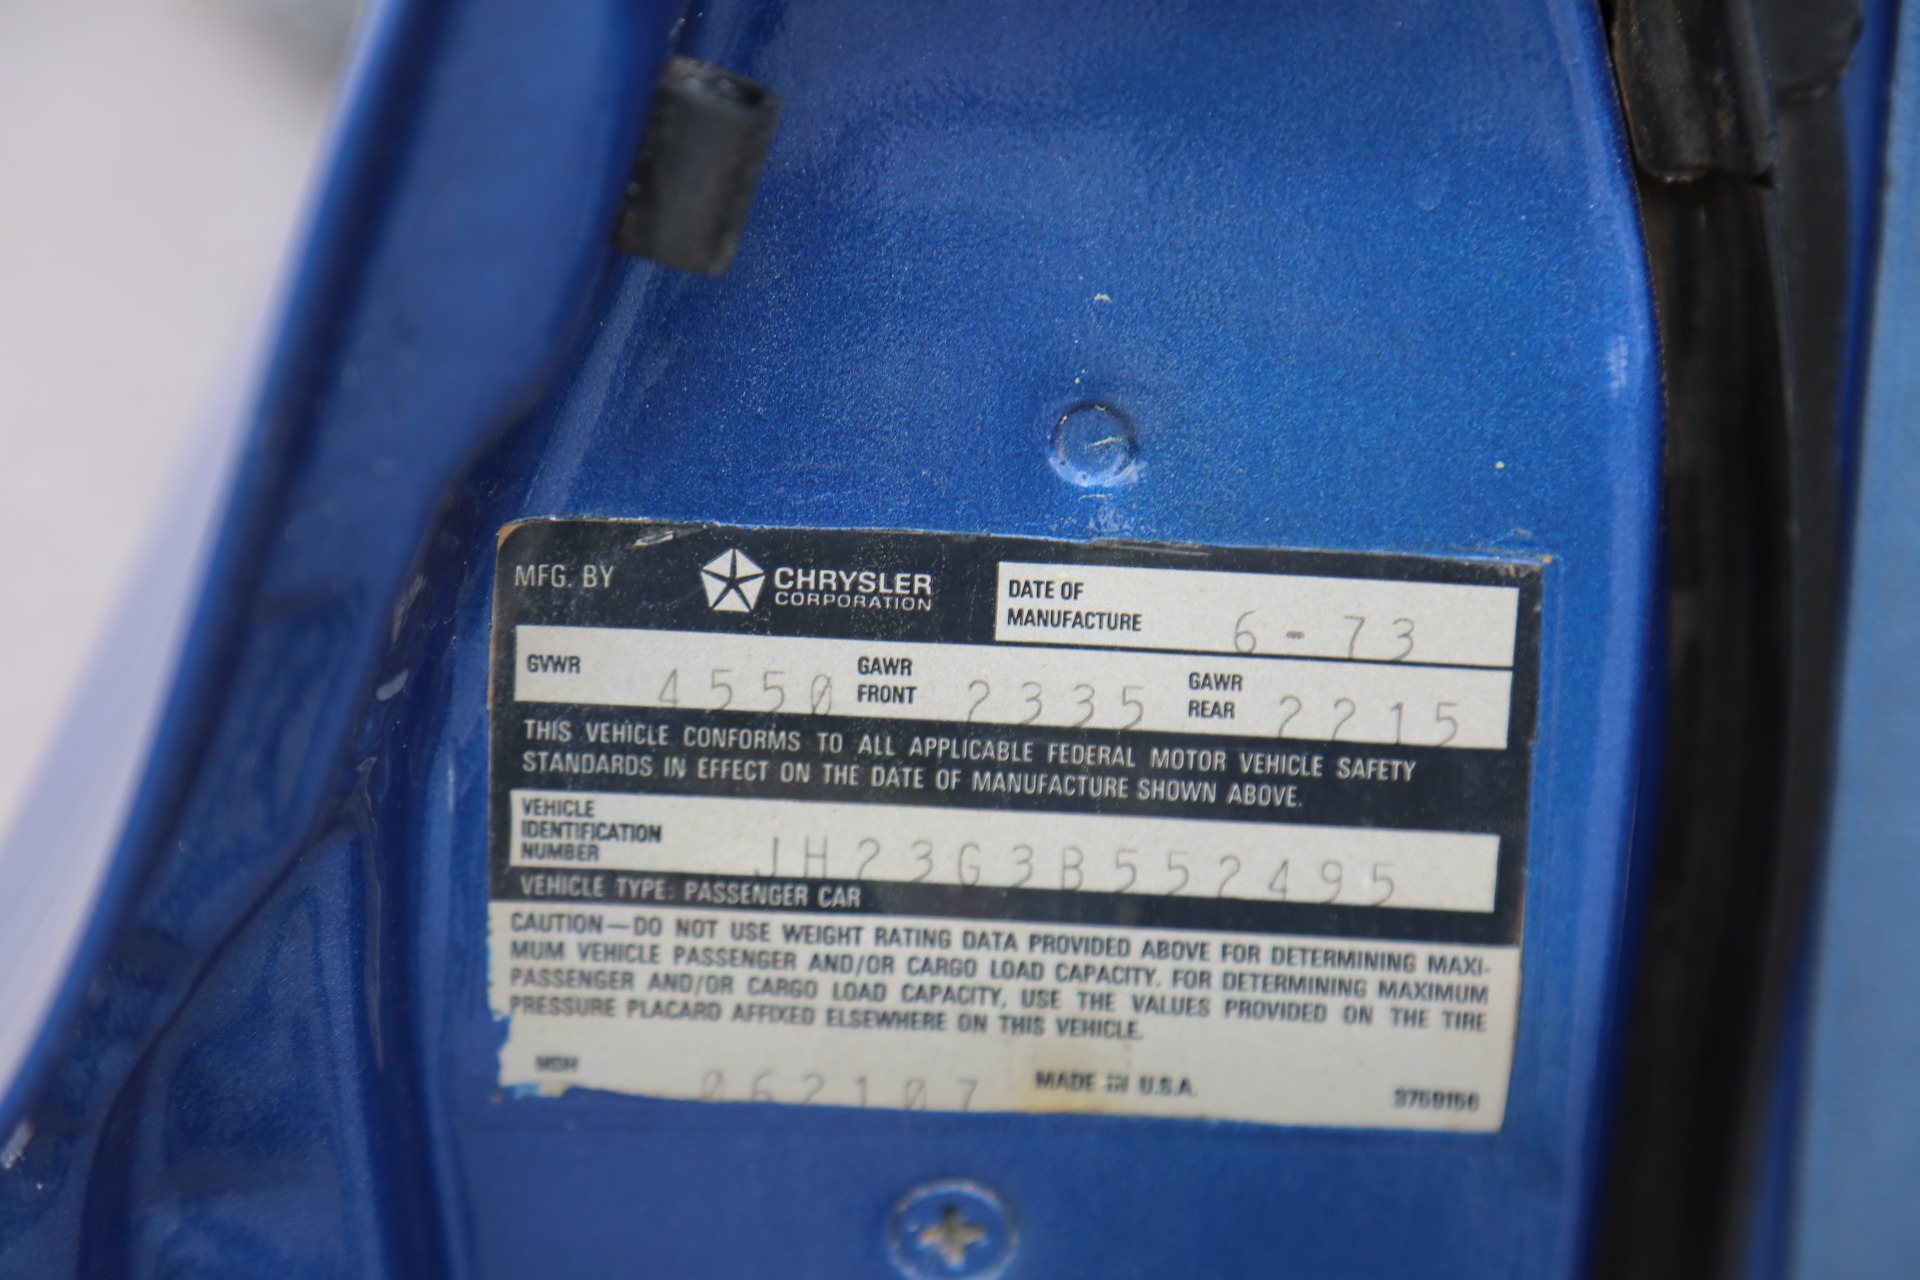 MFG. BY CHRYSLER CORPORATION DATE OF MANUFACTURE 6-73
GVWR 4550 GAWR FRONT 2335 GAWR REAR 2215
THIS VEHICLE CONFORMS TO ALL APPLICABLE FEDERAL MOTOR VEHICLE SAFETY
STANDARDS IN EFFECT ON THE DATE OF MANUFACTURE SHOWN ABOVE.
VEHICLE IDENTIFICATION NUMBER JH23G3B552495
VEHICLE TYPE: PASSENGER CAR
CAUTION—DO NOT USE WEIGHT RATING DATA PROVIDED ABOVE FOR DETERMINING MAXI-
MUM VEHICLE PASSENGER AND/OR CARGO LOAD CAPACITY. FOR DETERMINING MAXIMUM
PASSENGER AND/OR CARGO LOAD CAPACITY, USE THE VALUES PROVIDED ON THE TIRE
PRESSURE PLACARD AFFIXED ELSEWHERE ON THIS VEHICLE.
MDH 062107 MADE IN U.S.A. 3759156